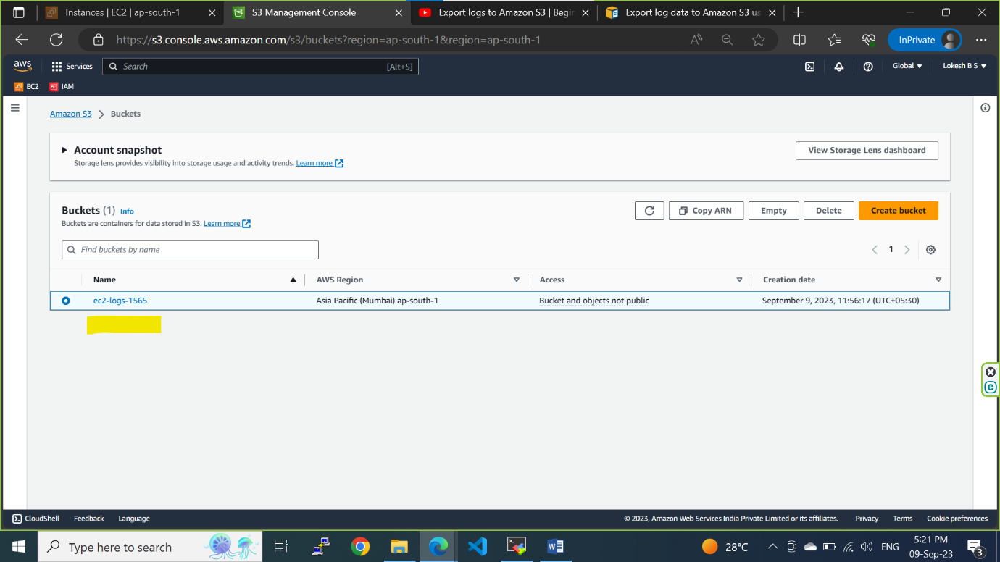 Instances | EC2 | ap-south-1
S3 Management Console
Export logs to Amazon S3 | Begin
Export log data to Amazon S3 us
https://s3.console.aws.amazon.com/s3/buckets?region=ap-south-1&region=ap-south-1
InPrivate
aws
Services
Search
[Alt+S]
Global
Lokesh B S
EC2
IAM
Amazon S3
Buckets
Account snapshot
View Storage Lens dashboard
Storage lens provides visibility into storage usage and activity trends. Learn more
Buckets (1) Info
Copy ARN
Empty
Delete
Create bucket
Buckets are containers for data stored in S3. Learn more
Find buckets by name
1
Name
AWS Region
Access
Creation date
ec2-logs-1565
Asia Pacific (Mumbai) ap-south-1
Bucket and objects not public
September 9, 2023, 11:56:17 (UTC+05:30)
CloudShell
Feedback
Language
© 2023, Amazon Web Services India Private Limited or its affiliates.
Privacy
Terms
Cookie preferences
Type here to search
28°C
ENG
5:21 PM
09-Sep-23
3